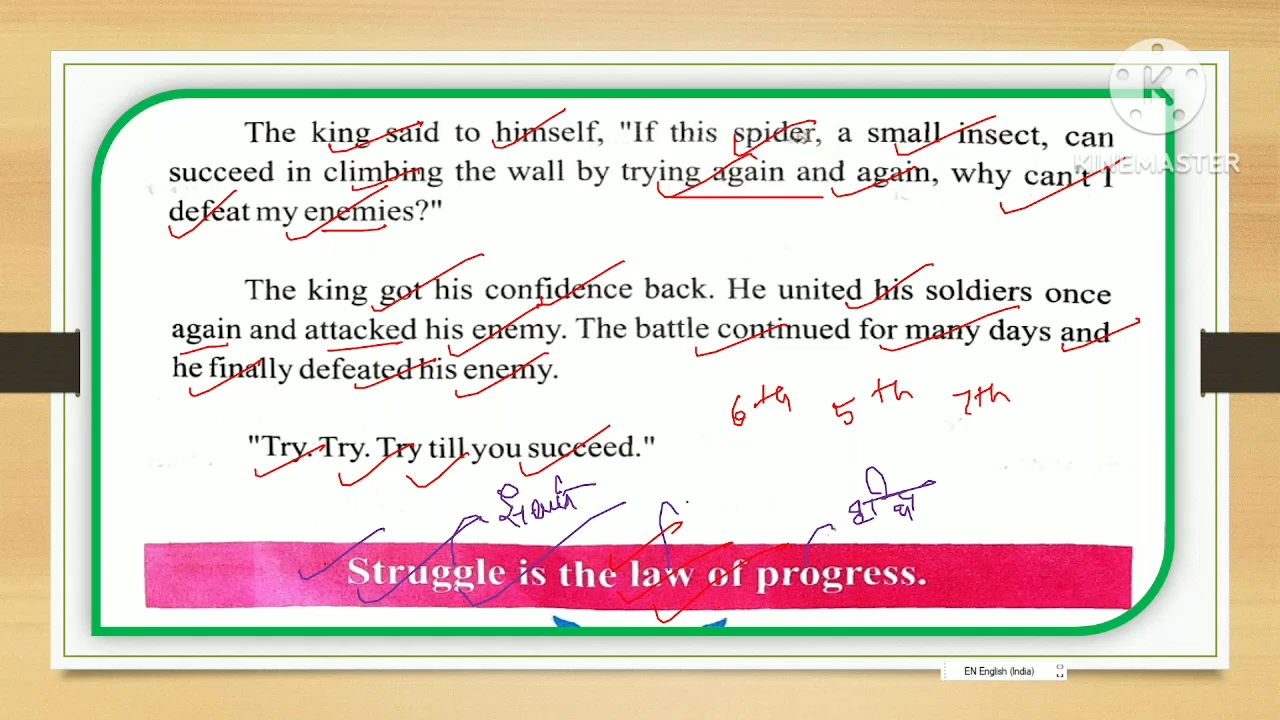 The king said to himself, "If this spider, a small insect, can
succeed in climbing the wall by trying again and again, why can't I
defeat my enemies?"
The king got his confidence back. He united his soldiers once
again and attacked his enemy. The battle continued for many days and
he finally defeated his enemy.
6th 5th 7th
"Try. Try. Try till you succeed."
संघर्ष
Struggle is the law of progress.
KINEMASTER
EN English (India)